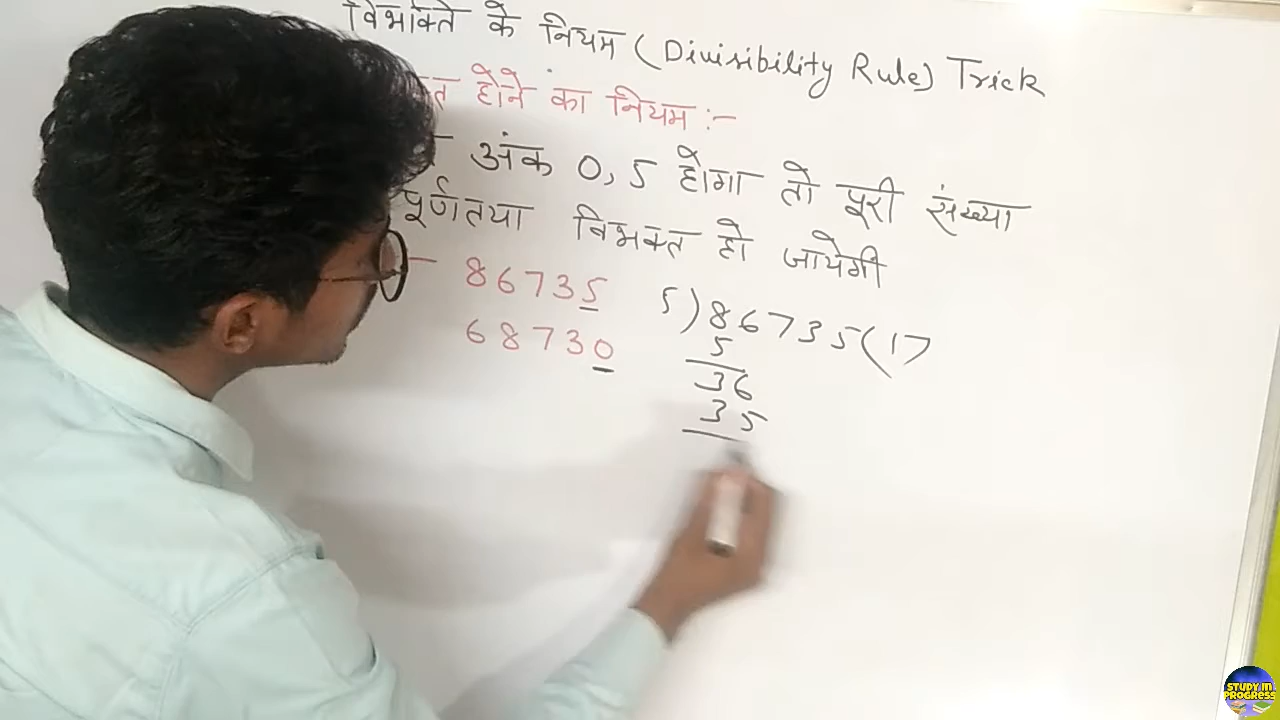 विभक्ति के नियम (Divisibility Rule) Trick
होने का नियम :-
अंक 0, 5 होगा तो पूरी संख्या
पूर्णतया विभक्त हो जायेगी
- 86735
68730
5)86735(17
5
36
35
STUDY IN
PROGRESS